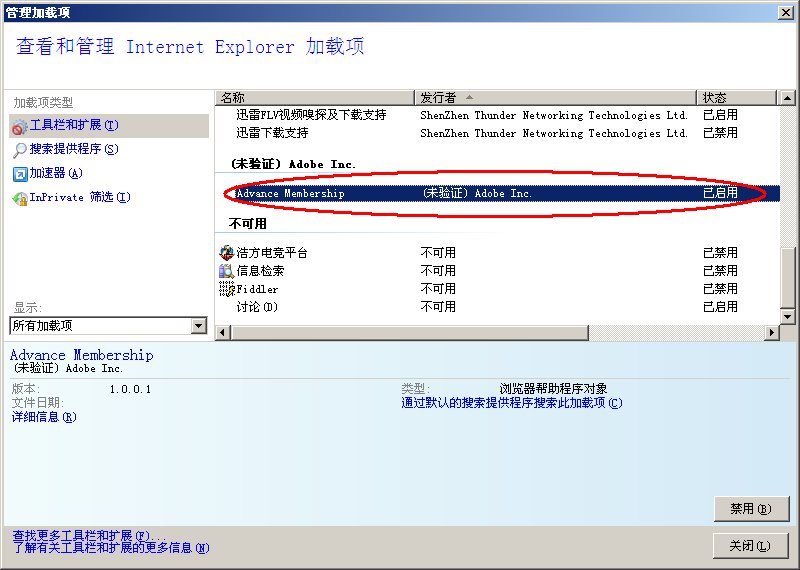 管理加载项
查看和管理 Internet Explorer 加载项
加载项类型
工具栏和扩展(T)
搜索提供程序(S)
加速器(A)
InPrivate 筛选(I)
显示:
所有加载项
名称 发行者 状态
迅雷FLV视频嗅探及下载支持 ShenZhen Thunder Networking Technologies Ltd. 已启用
迅雷下载支持 ShenZhen Thunder Networking Technologies Ltd. 已禁用
(未验证) Adobe Inc.
Advance Membership (未验证) Adobe Inc. 已启用
不可用
浩方电竞平台 不可用 已禁用
信息检索 不可用 已禁用
Fiddler 不可用 已禁用
讨论(D) 不可用 已启用
Advance Membership
(未验证) Adobe Inc.
版本: 1.0.0.1
文件日期:
详细信息(R)
类型: 浏览器帮助程序对象
通过默认的搜索提供程序搜索此加载项(C)
禁用(B)
查找更多工具栏和扩展(F)...
了解有关工具栏和扩展的更多信息(N)
关闭(L)